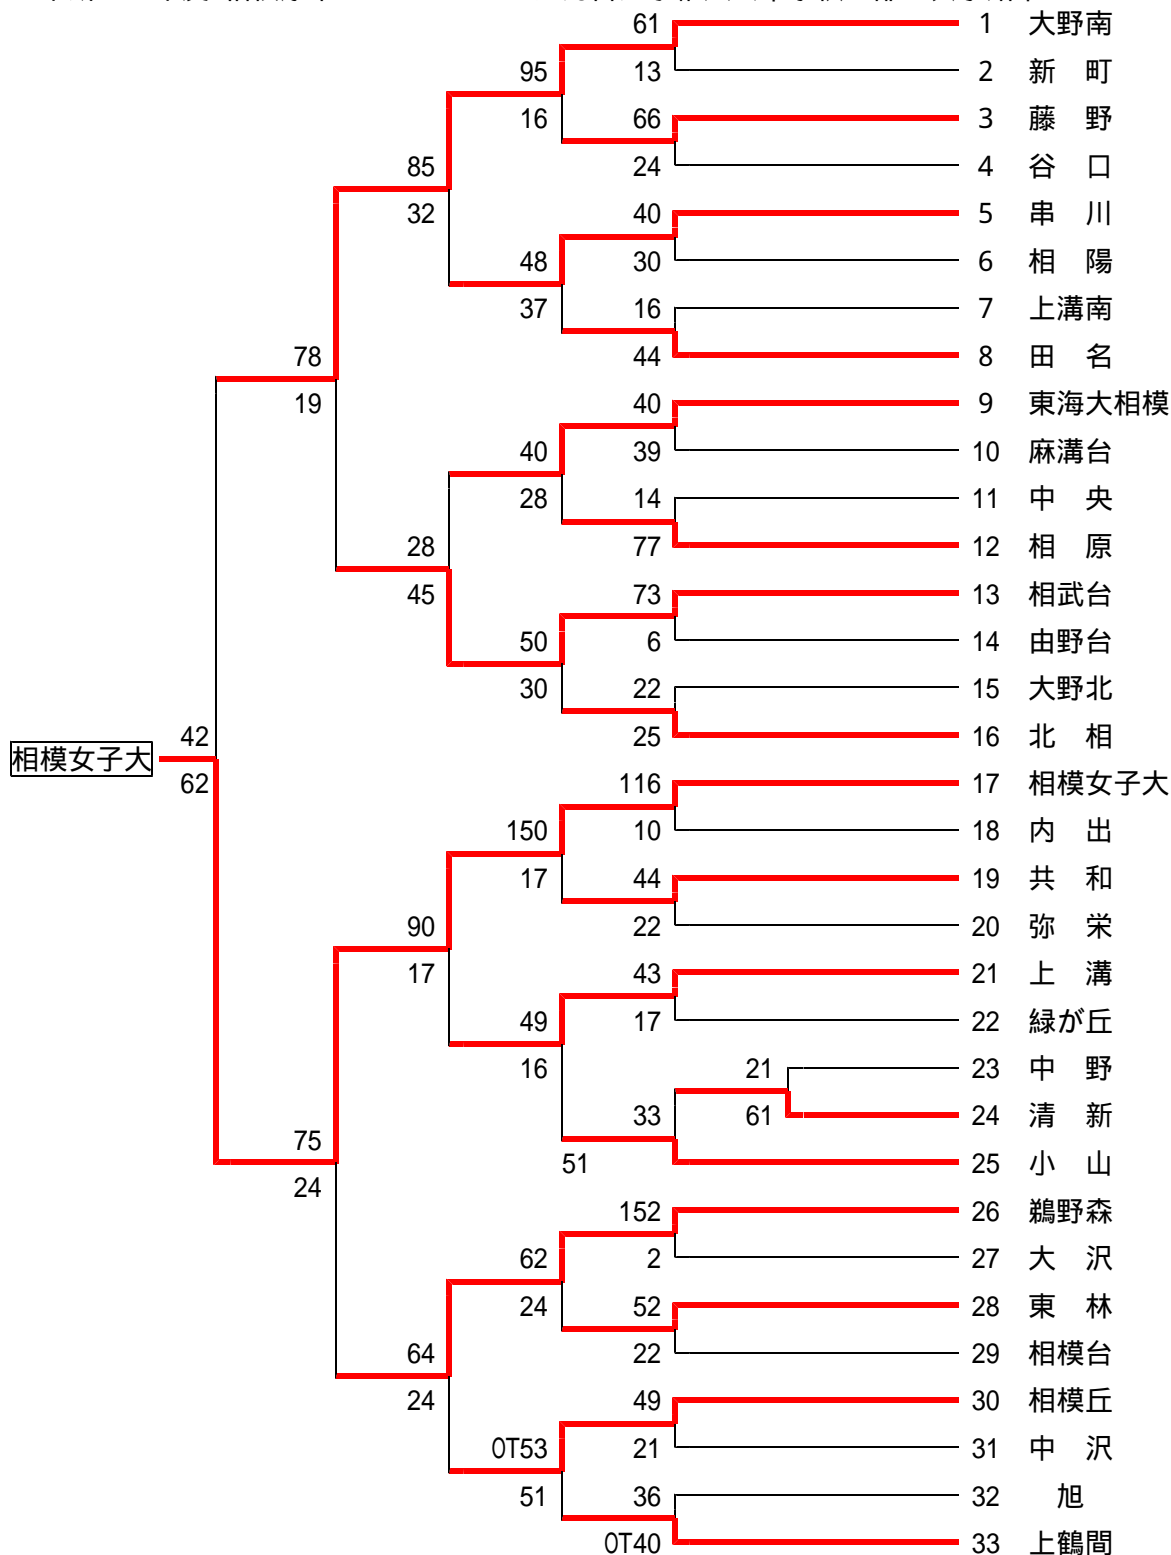 61 1 大野南
95 13 2 新 町
16 66 3 藤 野
85 24 4 谷 口
32 40 5 串 川
48 30 6 相 陽
37 16 7 上溝南
78 44 8 田 名
19 40 9 東海大相模
40 39 10 麻溝台
28 14 11 中 央
28 77 12 相 原
45 73 13 相武台
50 6 14 由野台
30 22 15 大野北
42 25 16 北 相
相模女子大
62 116 17 相模女子大
150 10 18 内 出
17 44 19 共 和
90 22 20 弥 栄
17 43 21 上 溝
49 17 22 緑が丘
16 21 23 中 野
33 61 24 清 新
75 51 25 小 山
24 152 26 鵜野森
62 2 27 大 沢
24 52 28 東 林
64 22 29 相模台
24 49 30 相模丘
OT53 21 31 中 沢
51 36 32 旭
OT40 33 上鶴間